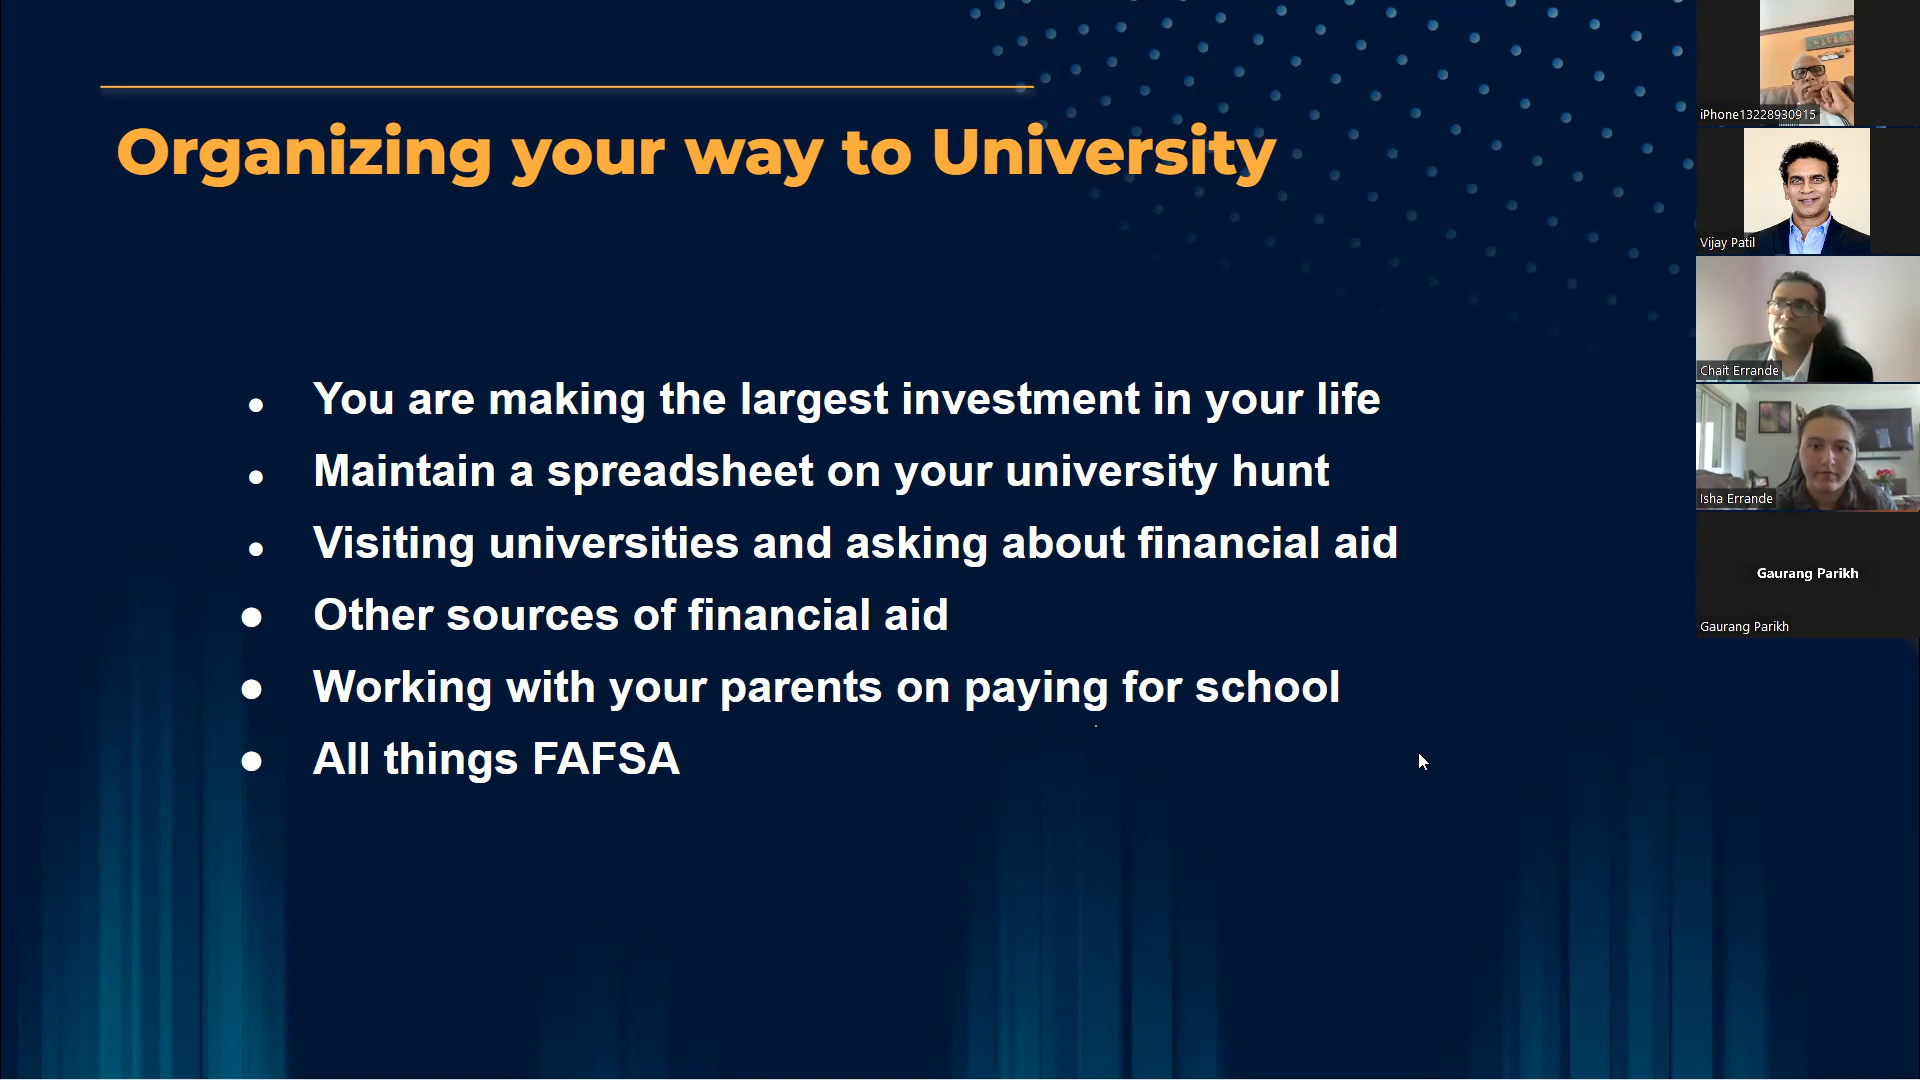 Organizing your way to University
• You are making the largest investment in your life
• Maintain a spreadsheet on your university hunt
• Visiting universities and asking about financial aid
• Other sources of financial aid
• Working with your parents on paying for school
• All things FAFSA
iPhone13228930915
Vijay Patil
Chait Errande
Isha Errande
Gaurang Parikh
Gaurang Parikh